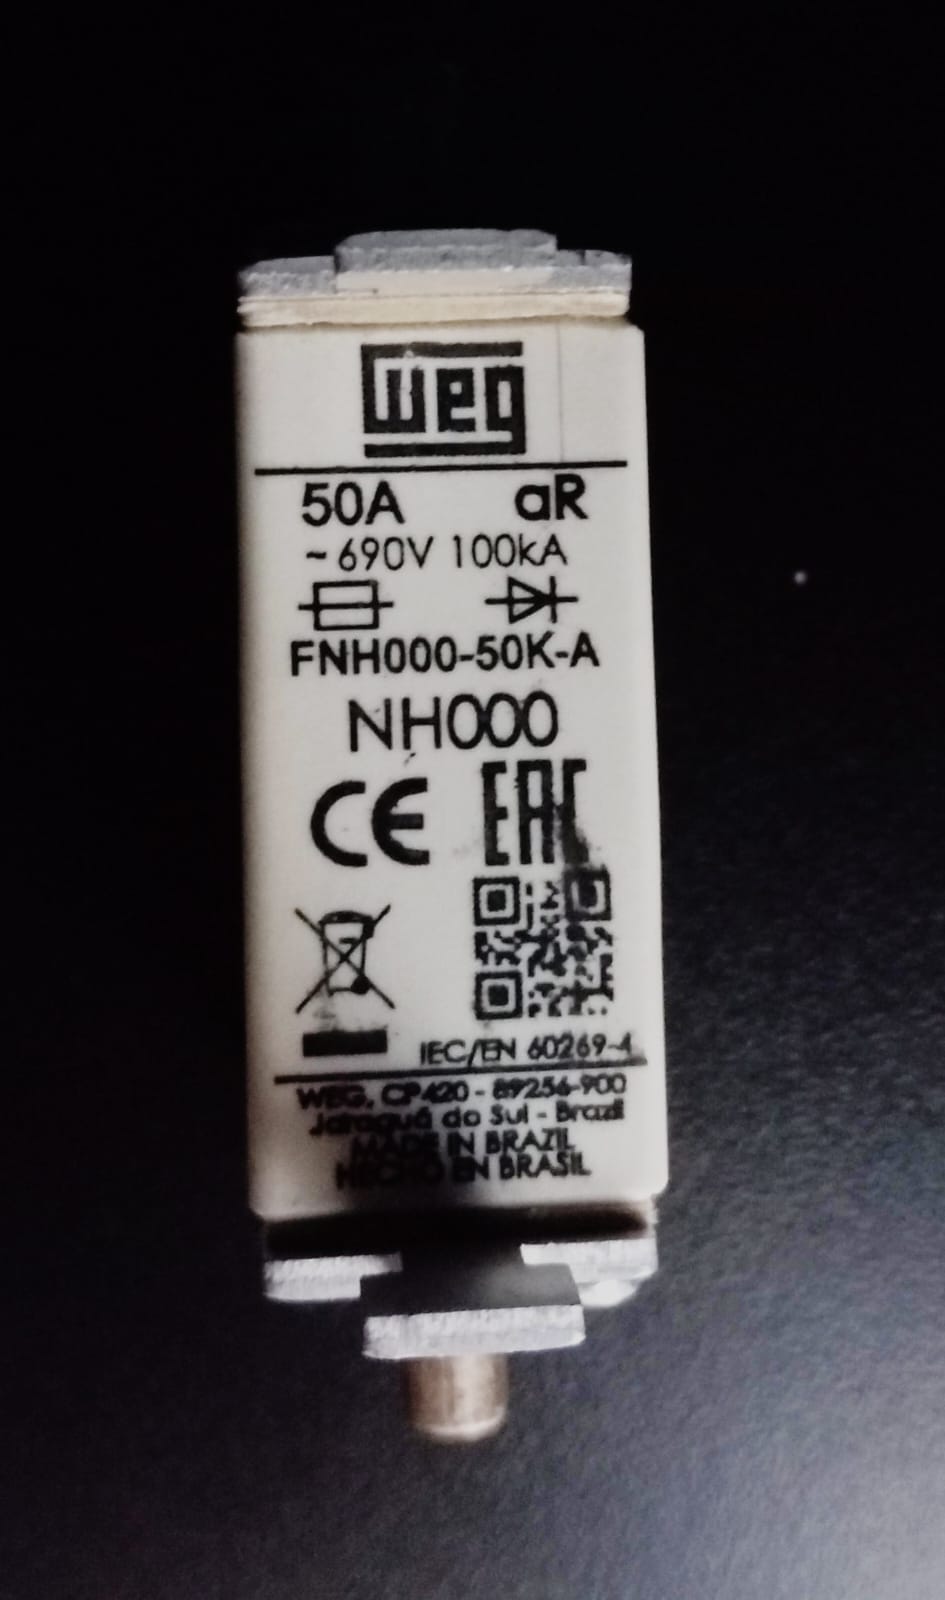 weg
50A aR
~690V 100kA
FNH000-50K-A
NH000
CE EAC
IEC/EN 60269-4
WEG, CP420 - 89256-900
Jaraguá do Sul - Brazil
MADE IN BRAZIL
HECHO EN BRASIL